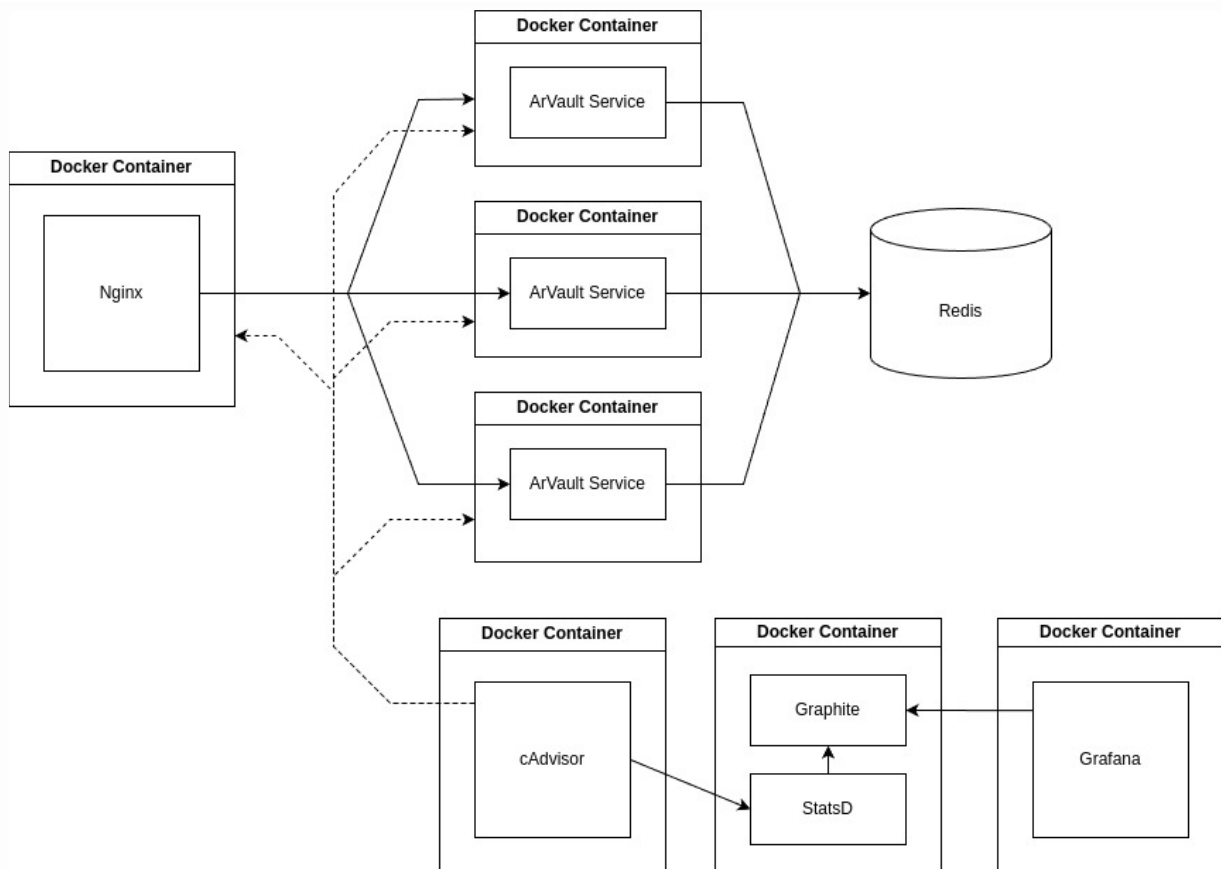 Docker Container
ArVault Service
Docker Container
Nginx
Docker Container
ArVault Service
Redis
Docker Container
ArVault Service
Docker Container
cAdvisor
Docker Container
Graphite
StatsD
Docker Container
Grafana